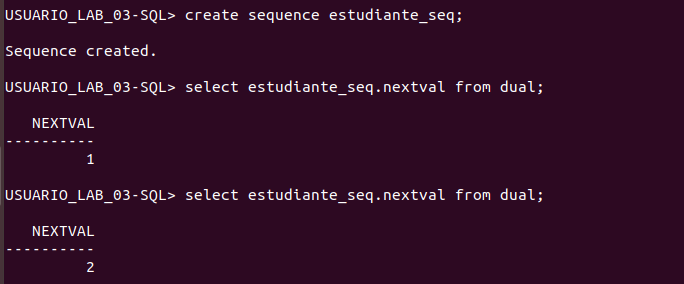 USUARIO_LAB_03-SQL> create sequence estudiante_seq;
Sequence created.
USUARIO_LAB_03-SQL> select estudiante_seq.nextval from dual;
NEXTVAL
----------
1
USUARIO_LAB_03-SQL> select estudiante_seq.nextval from dual;
NEXTVAL
----------
2